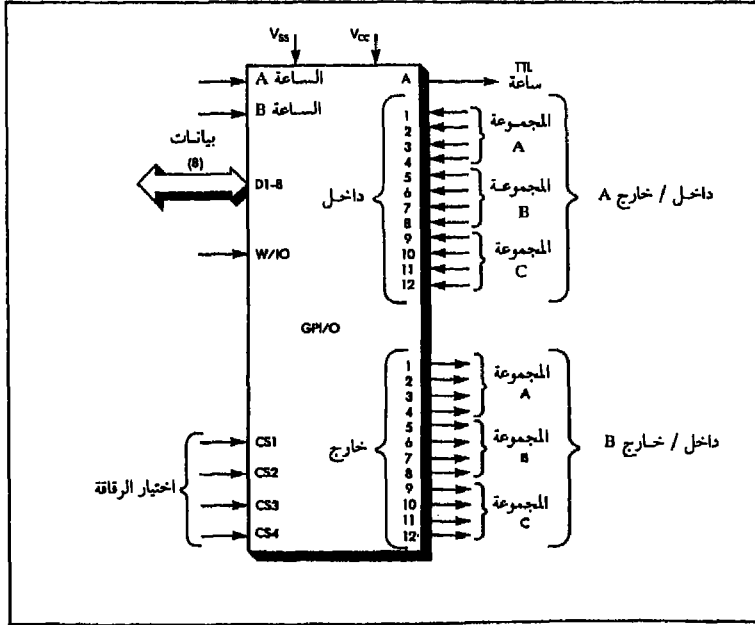 VSS VCC
الساعة A
A
TTL
ساعة
الساعة B
بيانات
(8)
D1-8
W/IO
GPI/O
داخل
1
2
3
4
5
6
7
8
9
10
11
12
المجموعة
A
المجموعة
B
المجموعة
C
داخل / خارج A
خارج
1
2
3
4
5
6
7
8
9
10
11
12
المجموعة
A
المجموعة
B
المجموعة
C
داخل / خارج B
اختيار الرقاقة
CS1
CS2
CS3
CS4